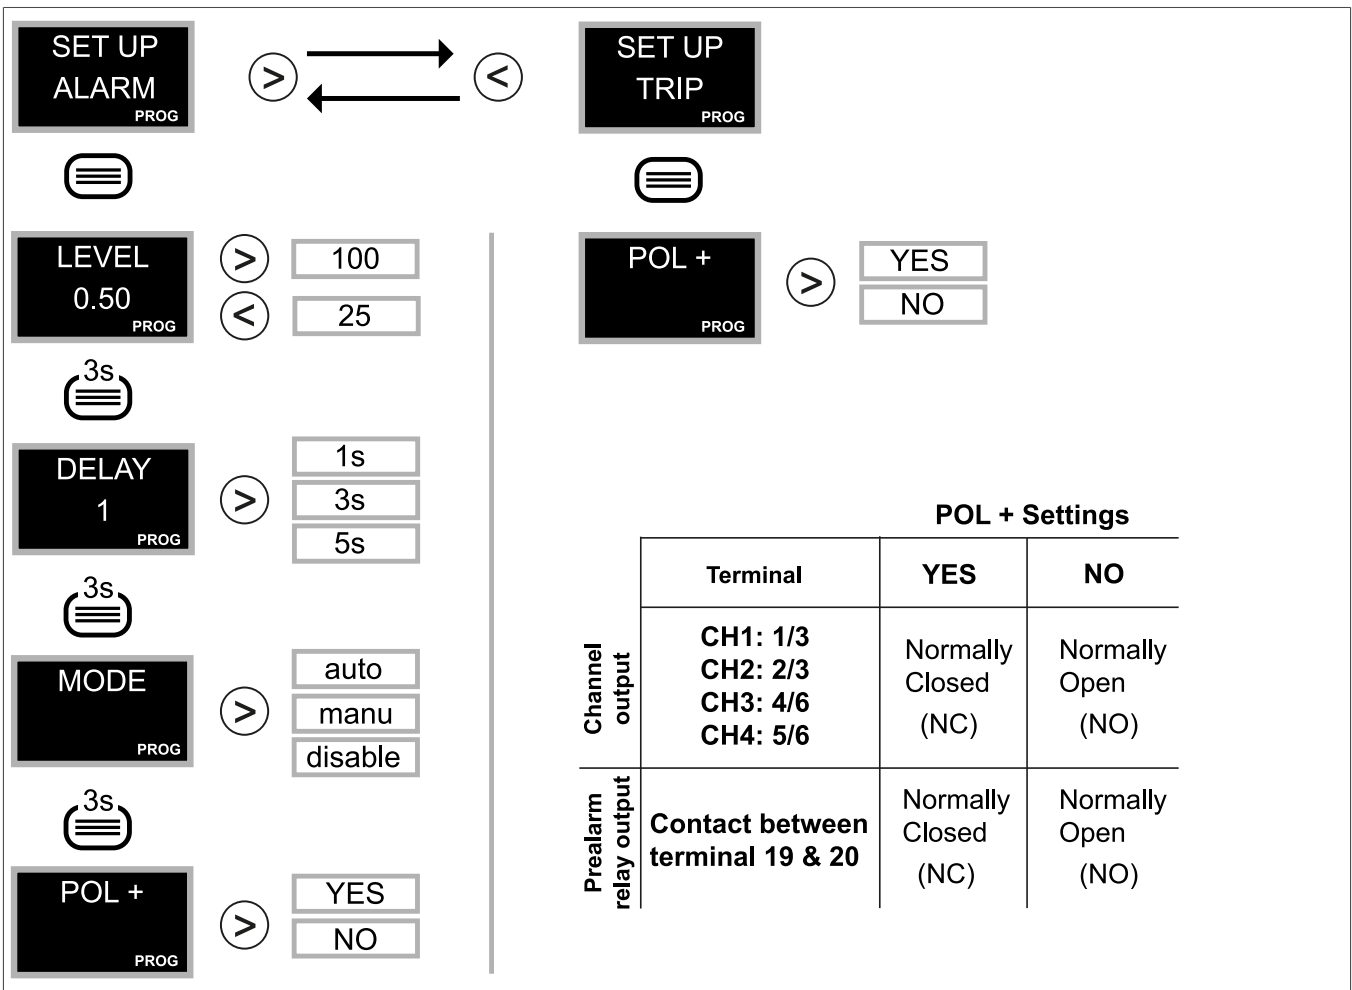 SET UP
ALARM
PROG
>
<
SET UP
TRIP
PROG
LEVEL
0.50
PROG
>
100
<
25
3s
DELAY
1
PROG
>
1s
3s
5s
3s
MODE
PROG
>
auto
manu
disable
3s
POL +
PROG
>
YES
NO
POL +
PROG
>
YES
NO
POL + Settings
Terminal
YES
NO
Channel
output
CH1: 1/3
CH2: 2/3
CH3: 4/6
CH4: 5/6
Normally
Closed
(NC)
Normally
Open
(NO)
Prealarm
relay output
Contact between
terminal 19 & 20
Normally
Closed
(NC)
Normally
Open
(NO)